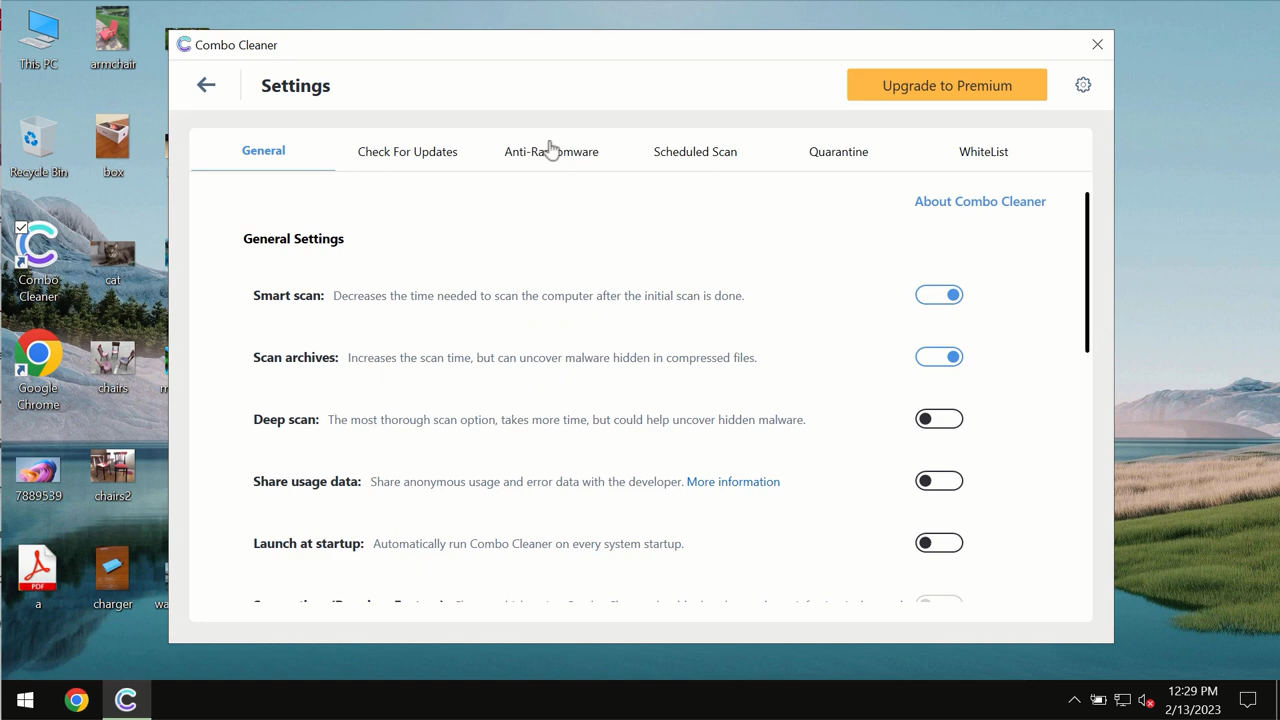 Combo Cleaner
Settings
Upgrade to Premium
General
Check For Updates
Anti-Ransomware
Scheduled Scan
Quarantine
WhiteList
About Combo Cleaner
General Settings
Smart scan: Decreases the time needed to scan the computer after the initial scan is done.
Scan archives: Increases the scan time, but can uncover malware hidden in compressed files.
Deep scan: The most thorough scan option, takes more time, but could help uncover hidden malware.
Share usage data: Share anonymous usage and error data with the developer. More information
Launch at startup: Automatically run Combo Cleaner on every system startup.
This PC
armchair
Recycle Bin
box
Combo
Cleaner
cat
Google
Chrome
chairs
7889539
chairs2
PDF
a
charger
wa
12:29 PM
2/13/2023